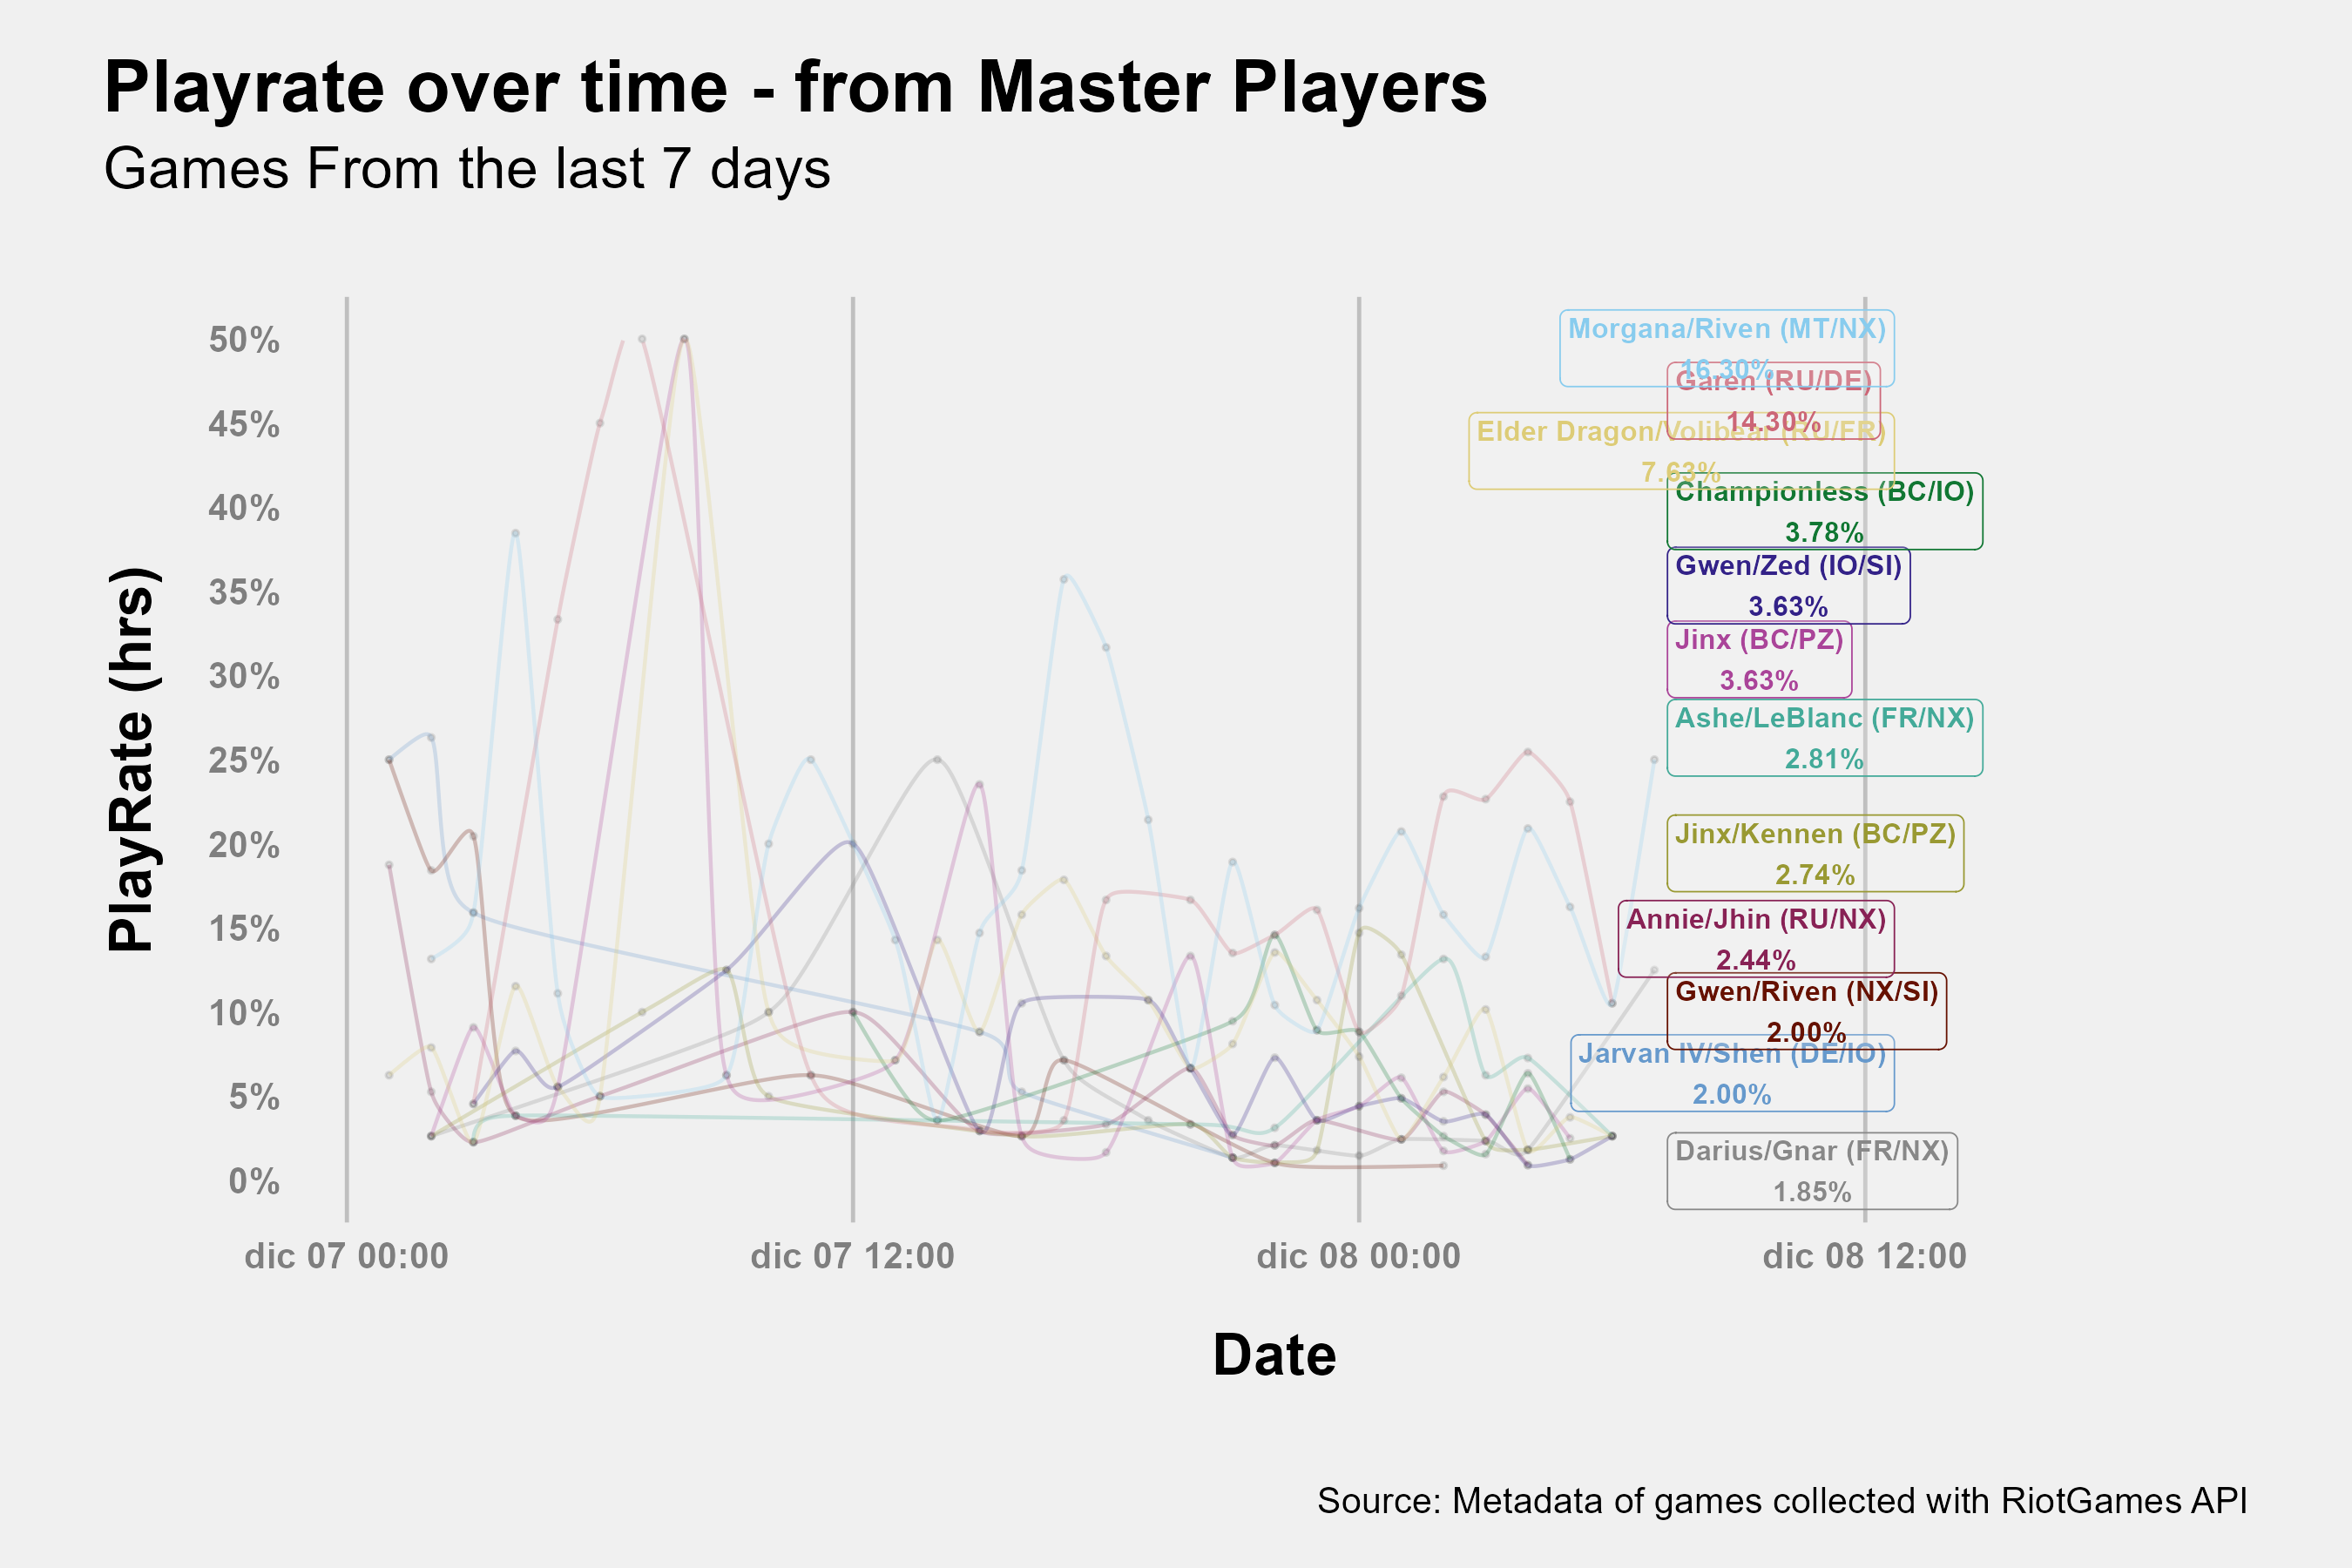 Playrate over time - from Master Players
Games From the last 7 days
PlayRate (hrs)
50%
45%
40%
35%
30%
25%
20%
15%
10%
5%
0%
Morgana/Riven (MT/NX)
16.30%
Garen (RU/DE)
14.30%
Elder Dragon/Volibear (RU/FR)
7.63%
Championless (BC/IO)
3.78%
Gwen/Zed (IO/SI)
3.63%
Jinx (BC/PZ)
3.63%
Ashe/LeBlanc (FR/NX)
2.81%
Jinx/Kennen (BC/PZ)
2.74%
Annie/Jhin (RU/NX)
2.44%
Gwen/Riven (NX/SI)
2.00%
Jarvan IV/Shen (DE/IO)
2.00%
Darius/Gnar (FR/NX)
1.85%
dic 07 00:00
dic 07 12:00
dic 08 00:00
dic 08 12:00
Date
Source: Metadata of games collected with RiotGames API